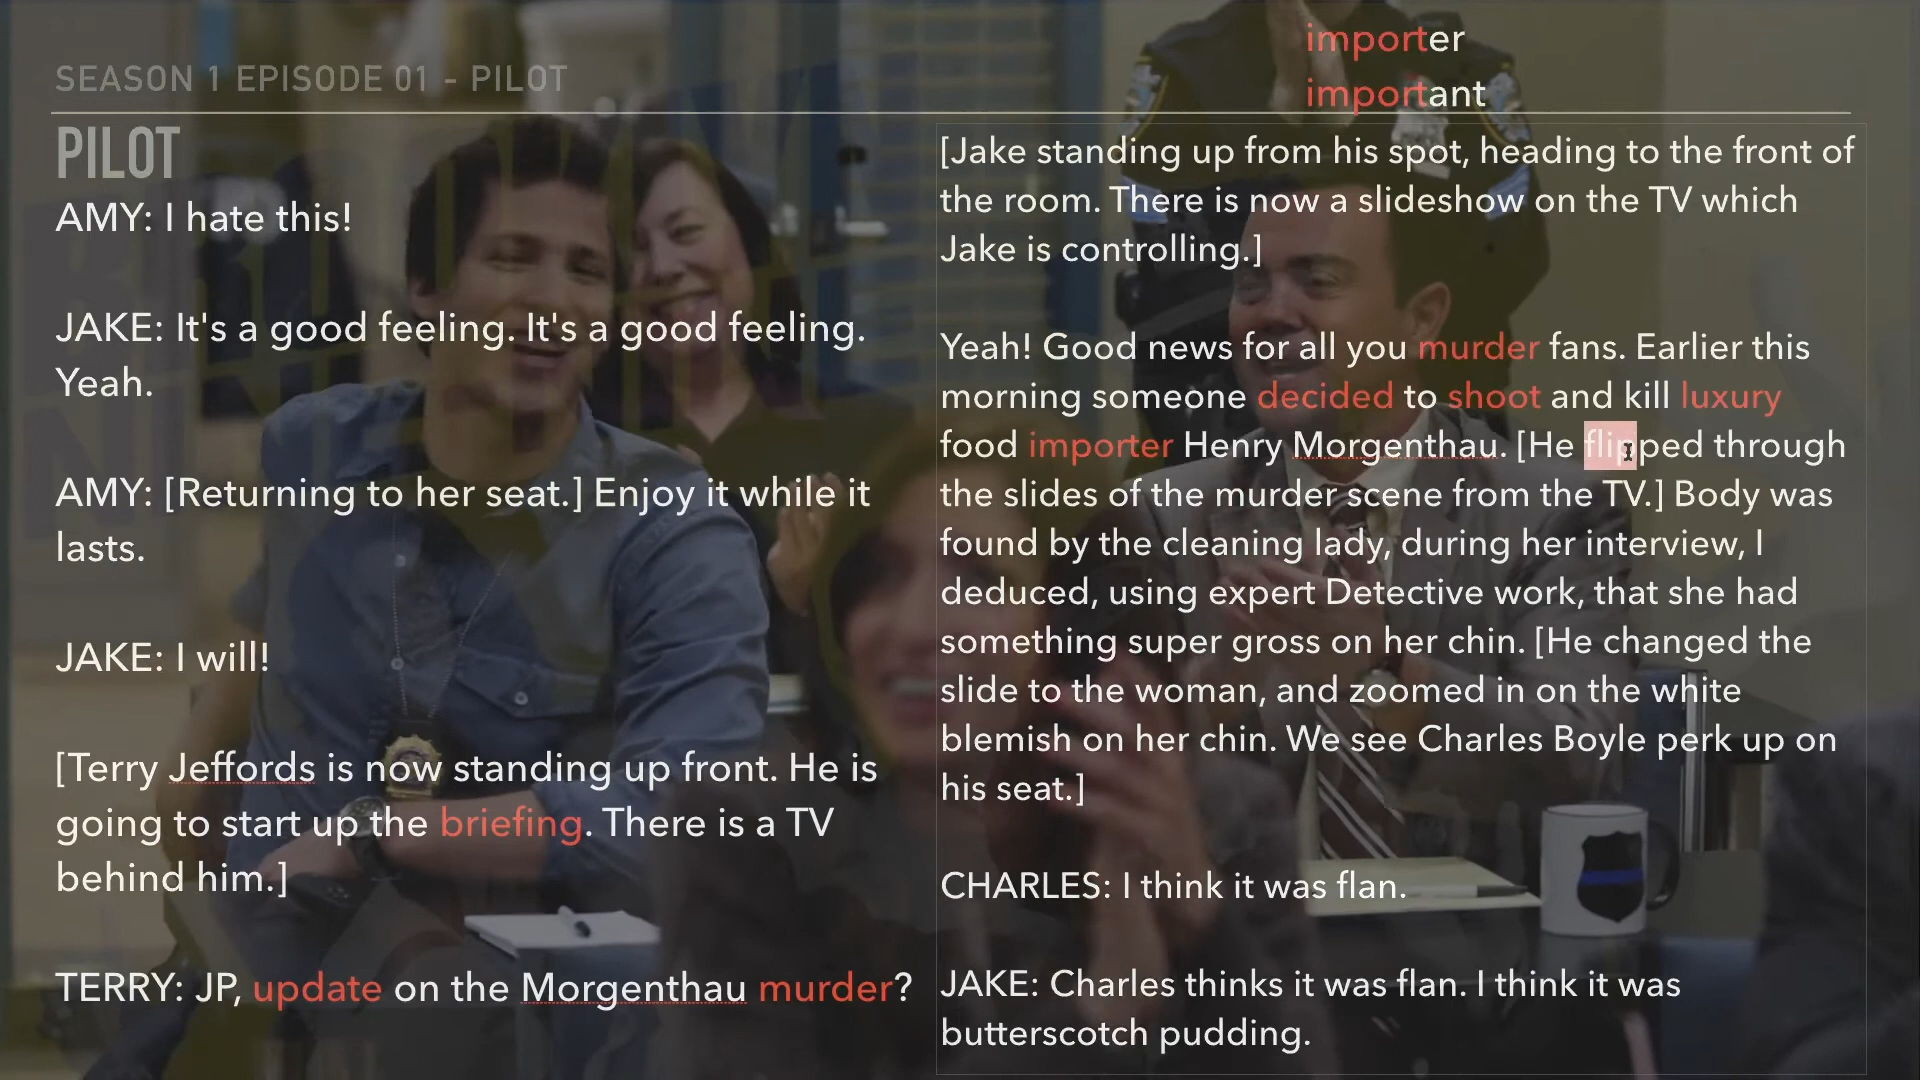 importer
important
SEASON 1 EPISODE 01 - PILOT
PILOT
AMY: I hate this!
JAKE: It's a good feeling. It's a good feeling.
Yeah.
AMY: [Returning to her seat.] Enjoy it while it
lasts.
JAKE: I will!
[Terry Jeffords is now standing up front. He is
going to start up the briefing. There is a TV
behind him.]
TERRY: JP, update on the Morgenthau murder?
[Jake standing up from his spot, heading to the front of
the room. There is now a slideshow on the TV which
Jake is controlling.]
Yeah! Good news for all you murder fans. Earlier this
morning someone decided to shoot and kill luxury
food importer Henry Morgenthau. [He flipped through
the slides of the murder scene from the TV.] Body was
found by the cleaning lady, during her interview, I
deduced, using expert Detective work, that she had
something super gross on her chin. [He changed the
slide to the woman, and zoomed in on the white
blemish on her chin. We see Charles Boyle perk up on
his seat.]
CHARLES: I think it was flan.
JAKE: Charles thinks it was flan. I think it was
butterscotch pudding.